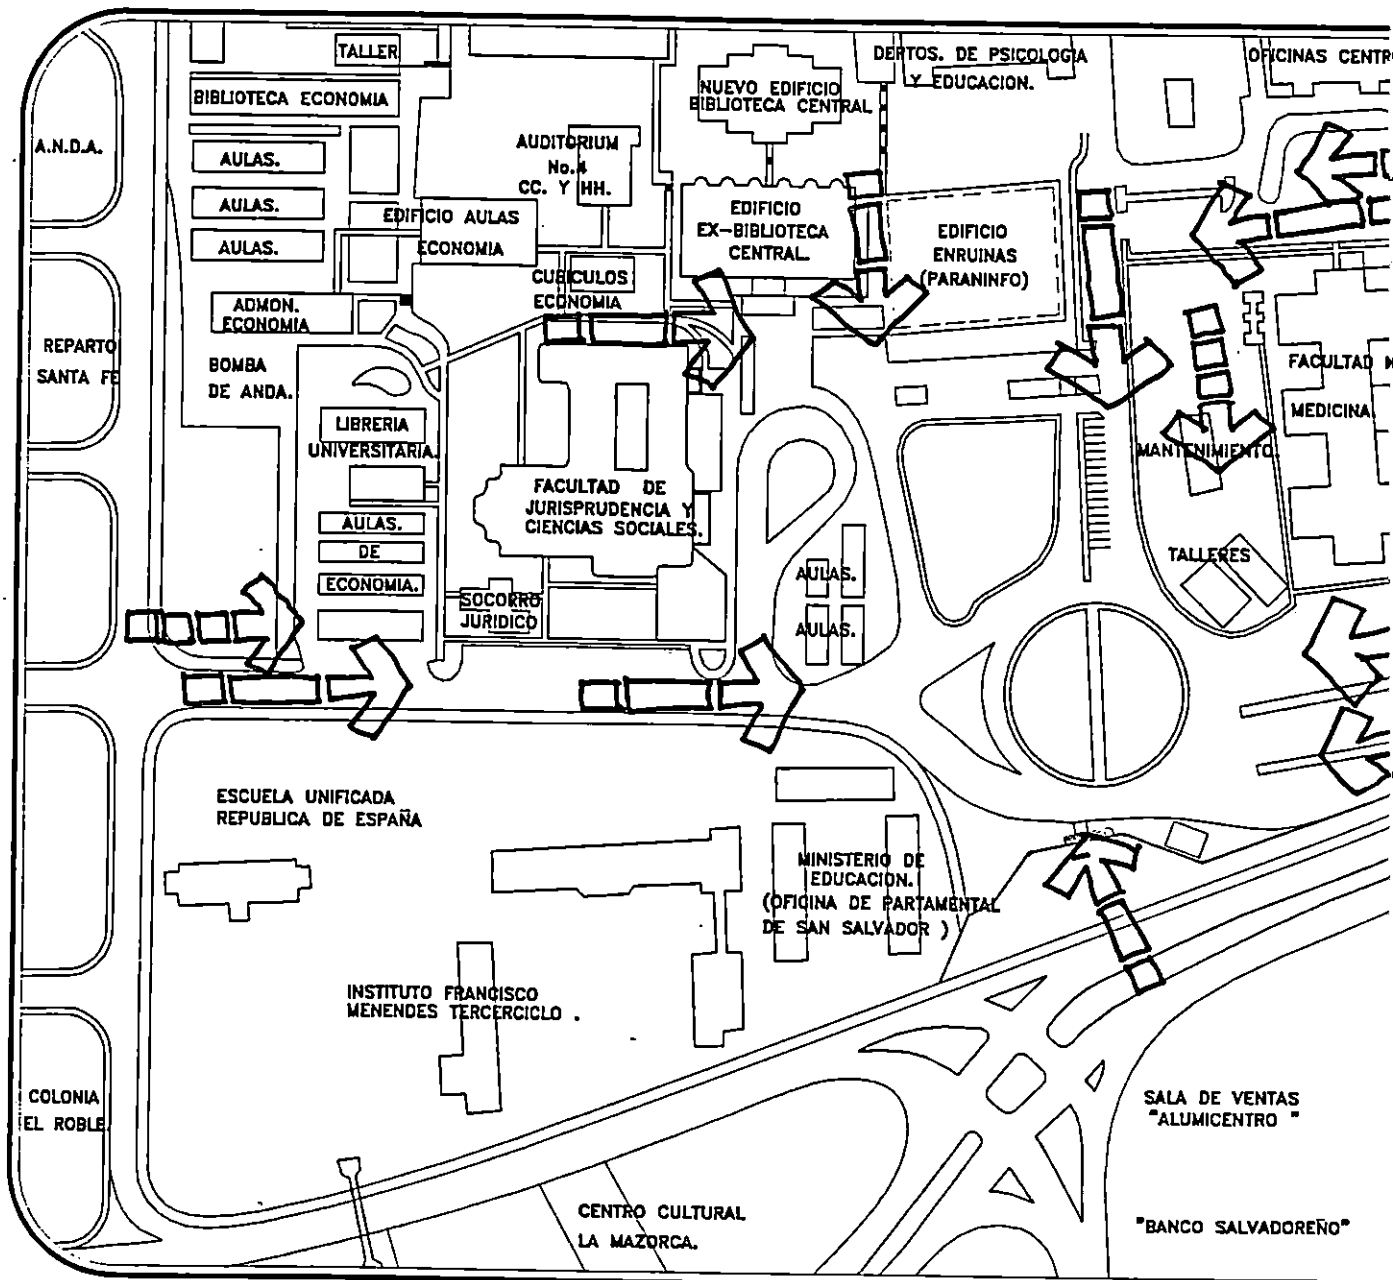 TALLER
DERTOS. DE PSICOLOGIA
Y EDUCACION.
OFICINAS CENTR
BIBLIOTECA ECONOMIA
NUEVO EDIFICIO
BIBLIOTECA CENTRAL
A.N.D.A.
AULAS.
AULAS.
AULAS.
AUDITORIUM
No.4
CC. Y HH.
EDIFICIO AULAS
ECONOMIA
EDIFICIO
EX-BIBLIOTECA
CENTRAL.
EDIFICIO
ENRUINAS
(PARANINFO)
CUBICULOS
ECONOMIA
ADMON.
ECONOMIA
REPARTO
SANTA FE
BOMBA
DE ANDA.
FACULTAD
MEDICINA
LIBRERIA
UNIVERSITARIA.
MANTENIMIENTO.
FACULTAD DE
JURISPRUDENCIA Y
CIENCIAS SOCIALES.
AULAS.
DE
ECONOMIA.
TALLERES
AULAS.
AULAS.
SOCORRO
JURIDICO
ESCUELA UNIFICADA
REPUBLICA DE ESPAÑA
MINISTERIO DE
EDUCACION.
(OFICINA DE PARTAMENTAL
DE SAN SALVADOR )
INSTITUTO FRANCISCO
MENENDES TERCERCICLO .
COLONIA
EL ROBLE
SALA DE VENTAS
"ALUMICENTRO "
CENTRO CULTURAL
LA MAZORCA.
"BANCO SALVADOREÑO"